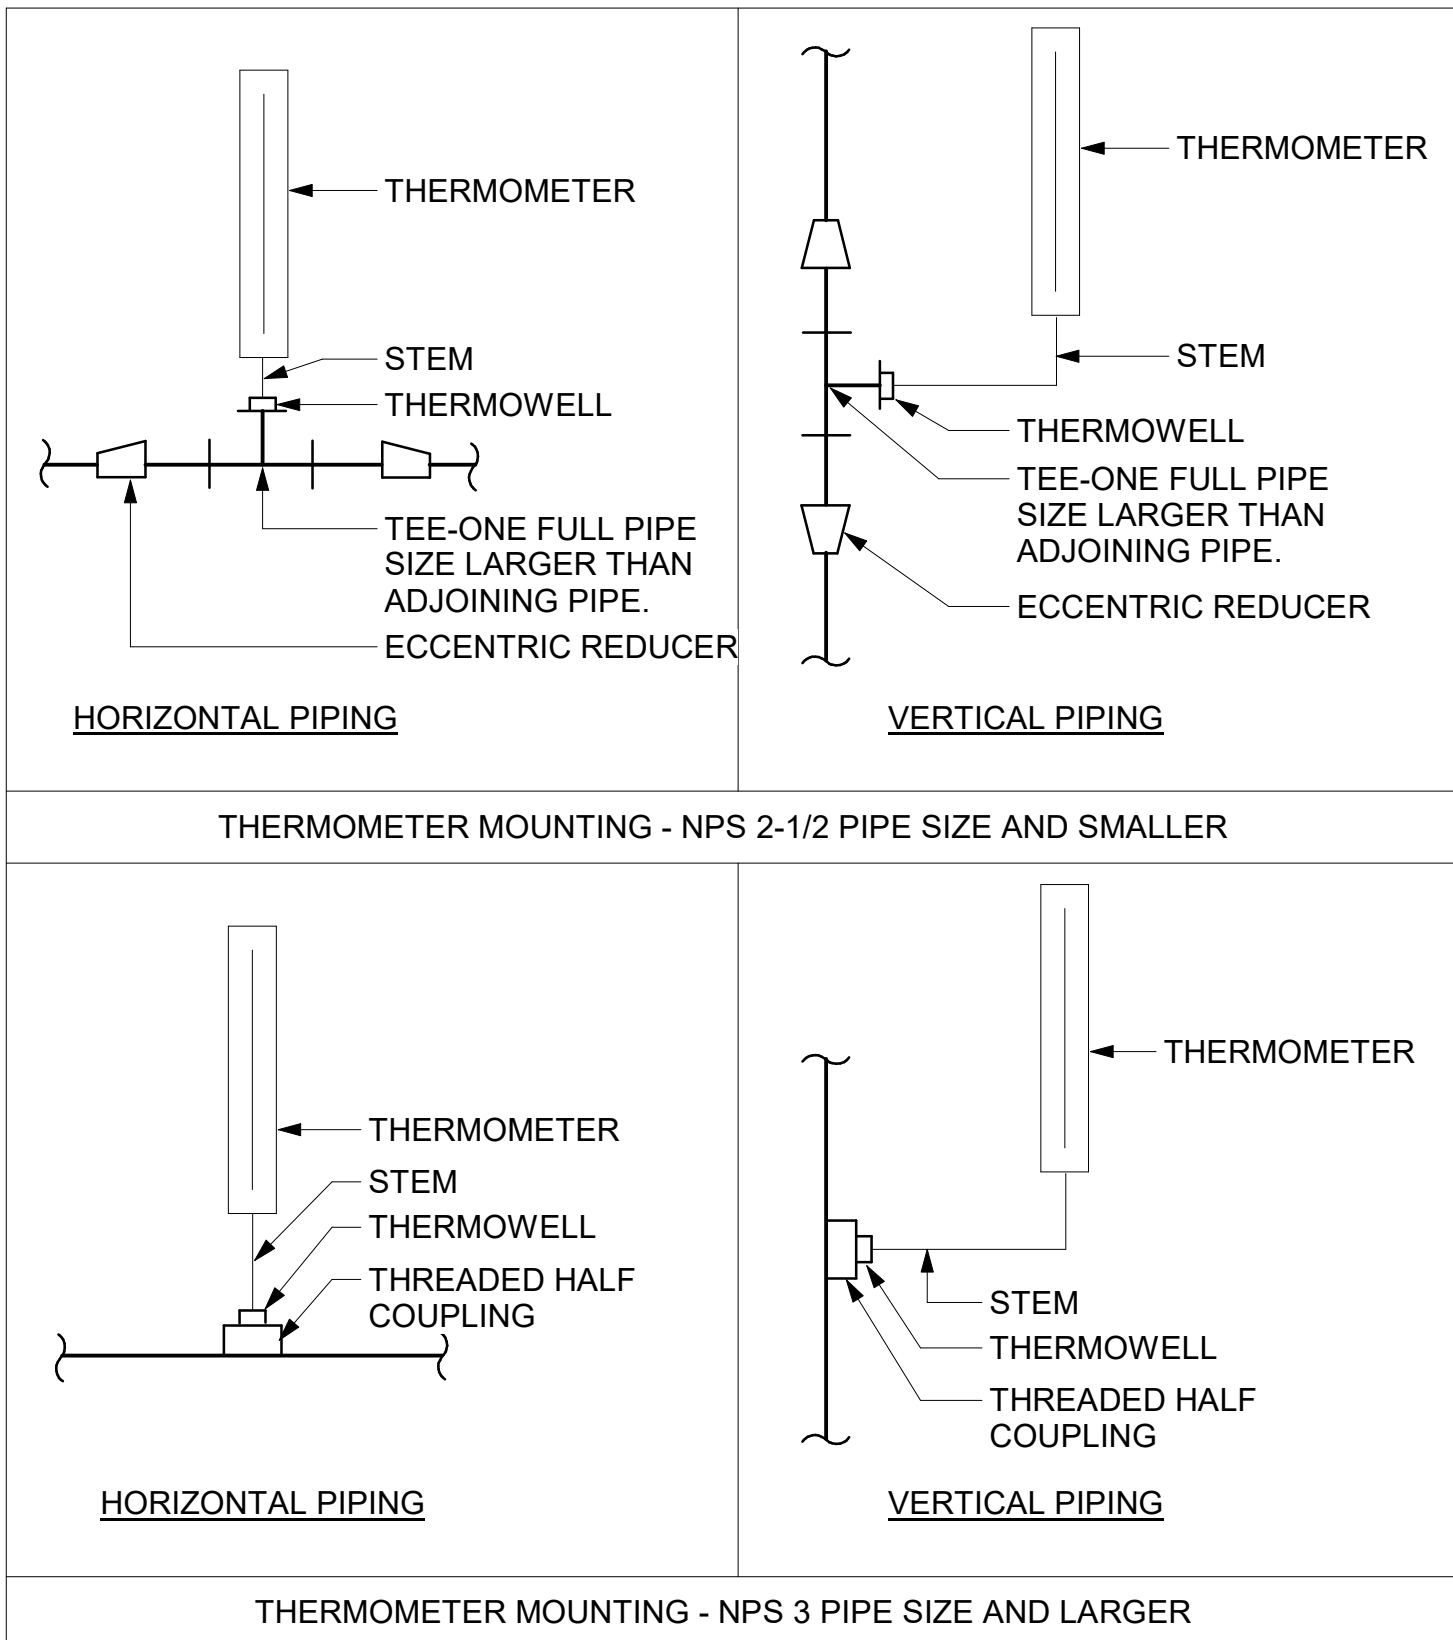 THERMOMETER
STEM
THERMOWELL
TEE-ONE FULL PIPE
SIZE LARGER THAN
ADJOINING PIPE.
ECCENTRIC REDUCER
HORIZONTAL PIPING
THERMOMETER
STEM
THERMOWELL
TEE-ONE FULL PIPE
SIZE LARGER THAN
ADJOINING PIPE.
ECCENTRIC REDUCER
VERTICAL PIPING
THERMOMETER MOUNTING - NPS 2-1/2 PIPE SIZE AND SMALLER
THERMOMETER
STEM
THERMOWELL
THREADED HALF
COUPLING
HORIZONTAL PIPING
THERMOMETER
STEM
THERMOWELL
THREADED HALF
COUPLING
VERTICAL PIPING
THERMOMETER MOUNTING - NPS 3 PIPE SIZE AND LARGER